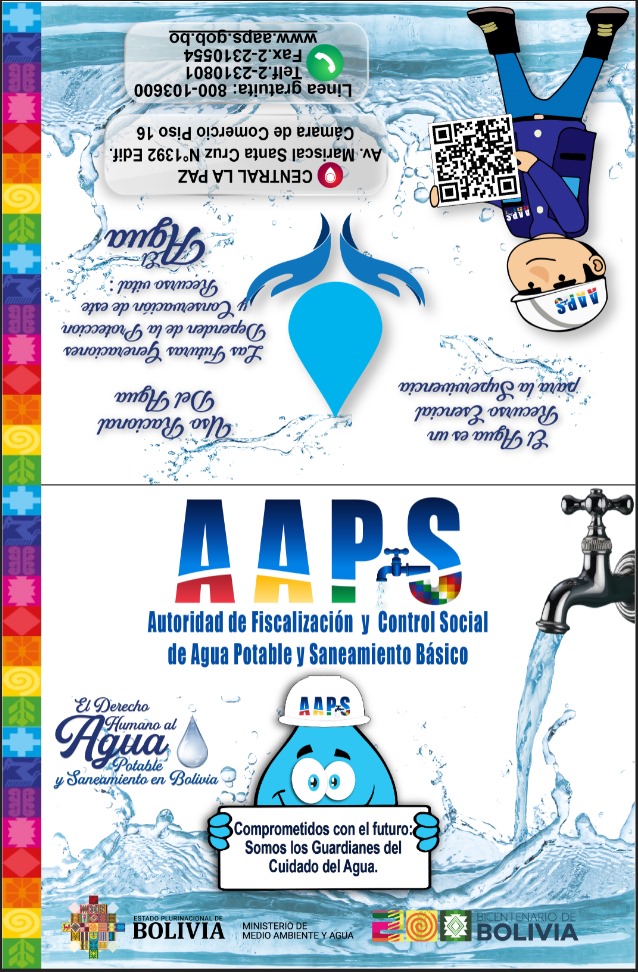 El Agua es un
Recurso Esencial
para la Supervivencia
Uso Racional
Del Agua
Las Futuras Generaciones
Dependen de la Protección
y Conservación de este
Recurso vital :
El
Agua
AAPS
AAPS
CENTRAL LA PAZ
Av. Mariscal Santa Cruz N°1392 Edif.
Cámara de Comercio Piso 16
Linea gratuita: 800-103600
Telf.2-2310801
Fax.2-2310554
www.aaps.gob.bo
AAPS
Autoridad de Fiscalización y Control Social
de Agua Potable y Saneamiento Básico
El Derecho
Humano al
Agua
Potable
y Saneamiento en Bolivia
AAPS
Comprometidos con el futuro:
Somos los Guardianes del
Cuidado del Agua.
ESTADO PLURINACIONAL DE
BOLIVIA
MINISTERIO DE
MEDIO AMBIENTE Y AGUA
BICENTENARIO DE
BOLIVIA